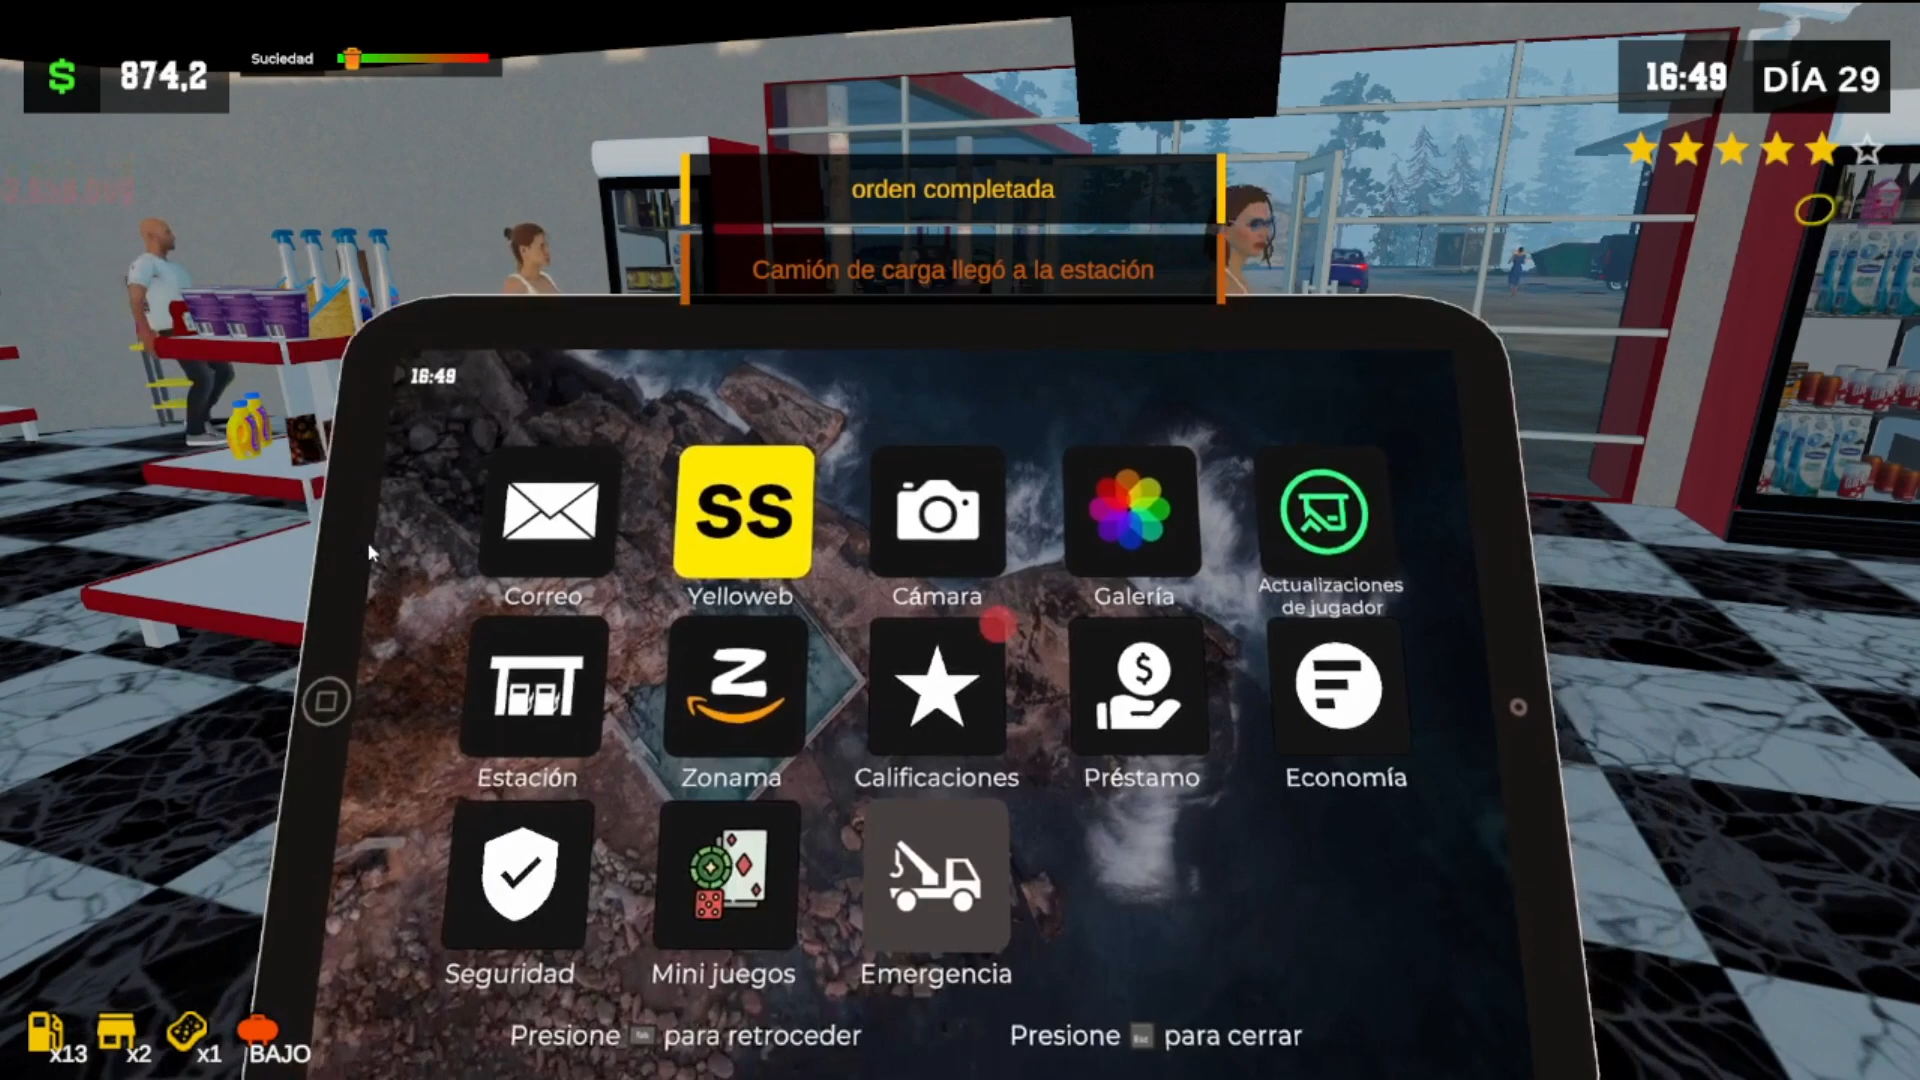 $ 874,2
Suciedad
16:49 DÍA 29
orden completada
Camión de carga llegó a la estación
16:49
SS
Correo
Yelloweb
Cámara
Galería
Actualizaciones
de jugador
Estación
Z
Zonama
Calificaciones
$
Préstamo
Economía
Seguridad
Mini juegos
Emergencia
Presione Tab para retroceder
Presione Esc para cerrar
x13
x2
x1
BAJO